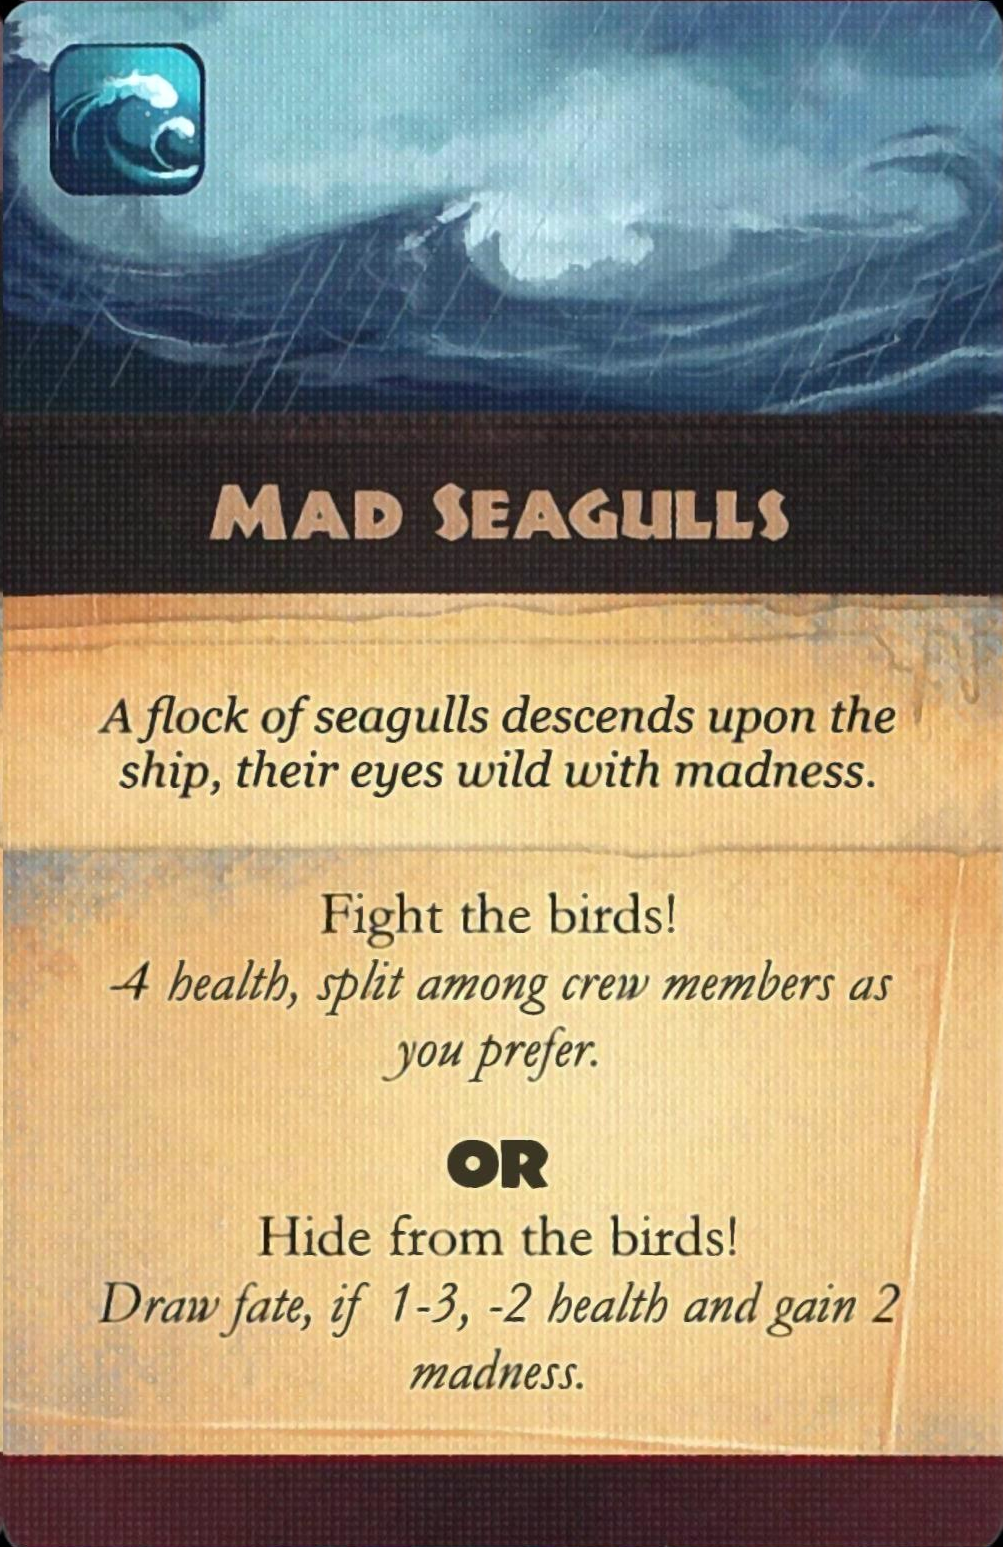 MAD SEAGULLS
A flock of seagulls descends upon the
ship, their eyes wild with madness.
Fight the birds!
-4 health, split among crew members as
you prefer.
OR
Hide from the birds!
Draw fate, if 1-3, -2 health and gain 2
madness.